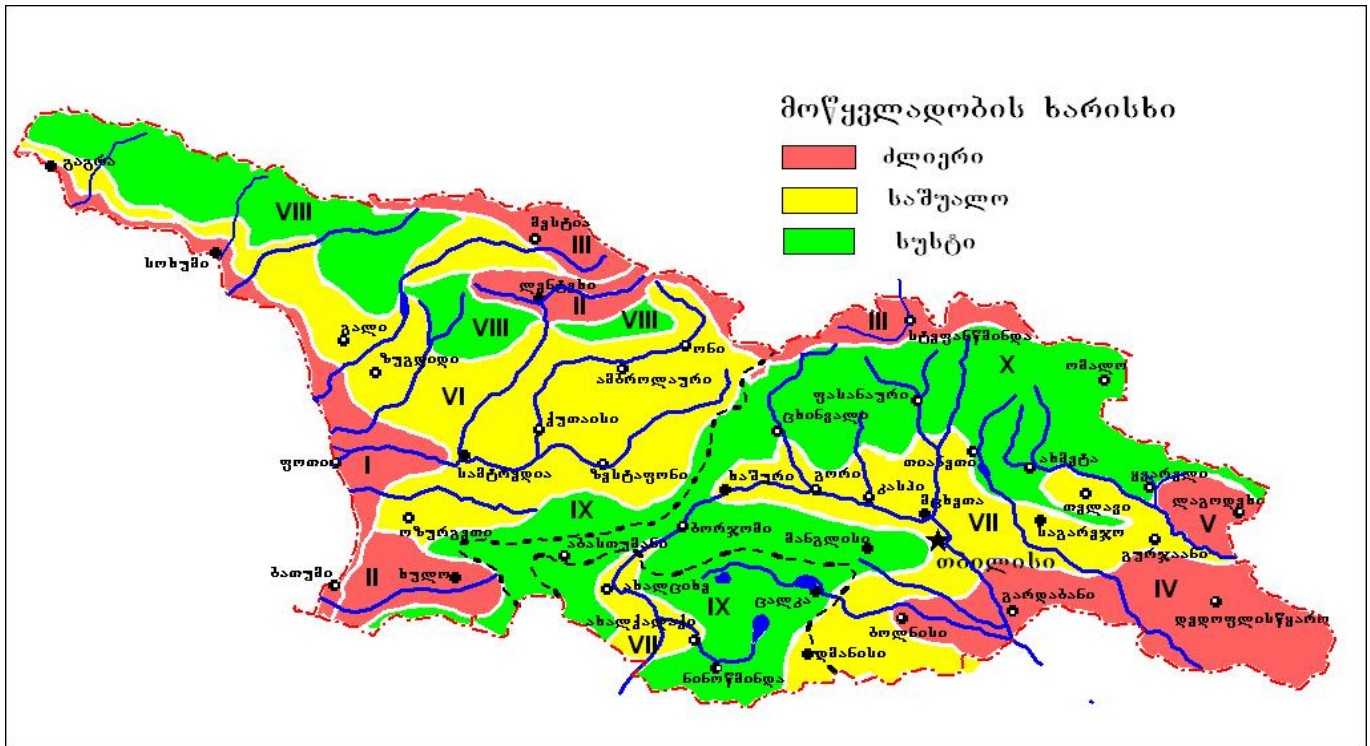 მოწყვლადობის ხარისხი
ძლიერი
საშუალო
სუსტი
გაგრა
VIII
მესტია
III
სოხუმი
ლენტეხი
II
VIII
VIII
III
სტეფანწმინდა
გალი
ონი
X
ომალო
ზუგდიდი
ამბროლაური
ფასანაური
VI
ცხინვალი
ქუთაისი
ფოთი
I
სამტრედია
ზესტაფონი
ხაშური
გორი
კასპი
თიანეთი
ახმეტა
ყვარელი
მცხეთა
ლაგოდეხი
თელავი
V
IX
VII
საგარეჯო
ოზურგეთი
ბორჯომი
მანგლისი
გურჯაანი
აბასთუმანი
თბილისი
ბათუმი
II
ხულო
ახალციხე
IX
ცალკა
გარდაბანი
IV
დედოფლისწყარო
ახალქალაქი
ბოლნისი
VII
დმანისი
ნინოწმინდა